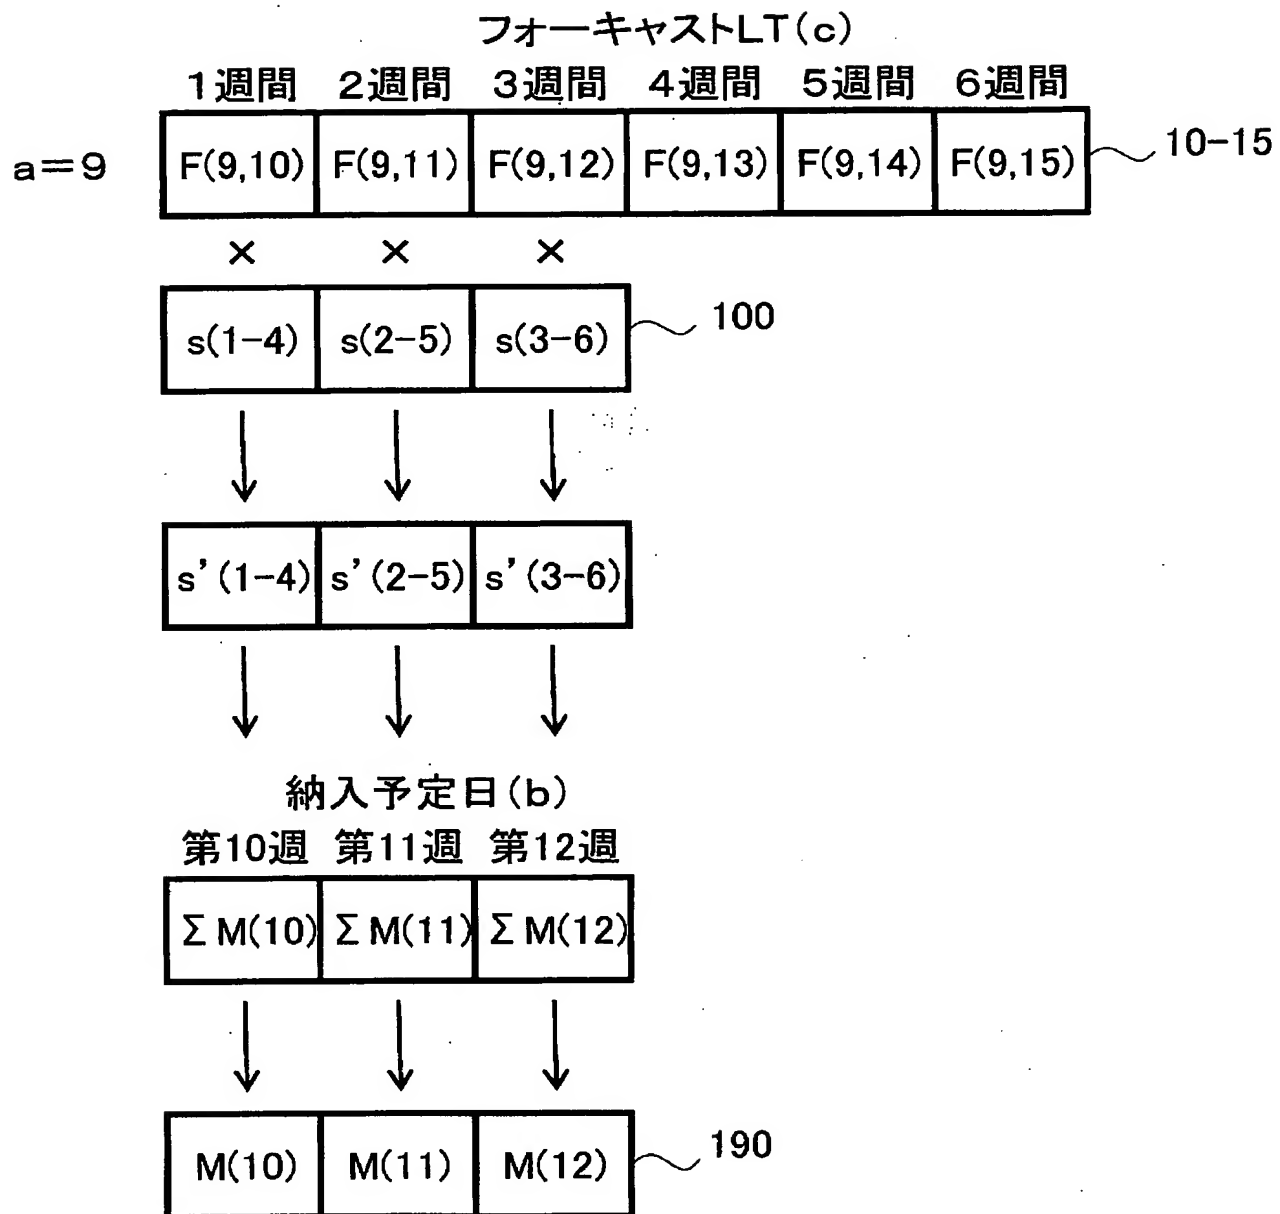 フォーキャストLT(c)
1週間 2週間 3週間 4週間 5週間 6週間
a=9 F(9,10) F(9,11) F(9,12) F(9,13) F(9,14) F(9,15) 10-15
× × ×
s(1-4) s(2-5) s(3-6) 100
s'(1-4) s'(2-5) s'(3-6)
納入予定日(b)
第10週 第11週 第12週
ΣM(10) ΣM(11) ΣM(12)
M(10) M(11) M(12) 190